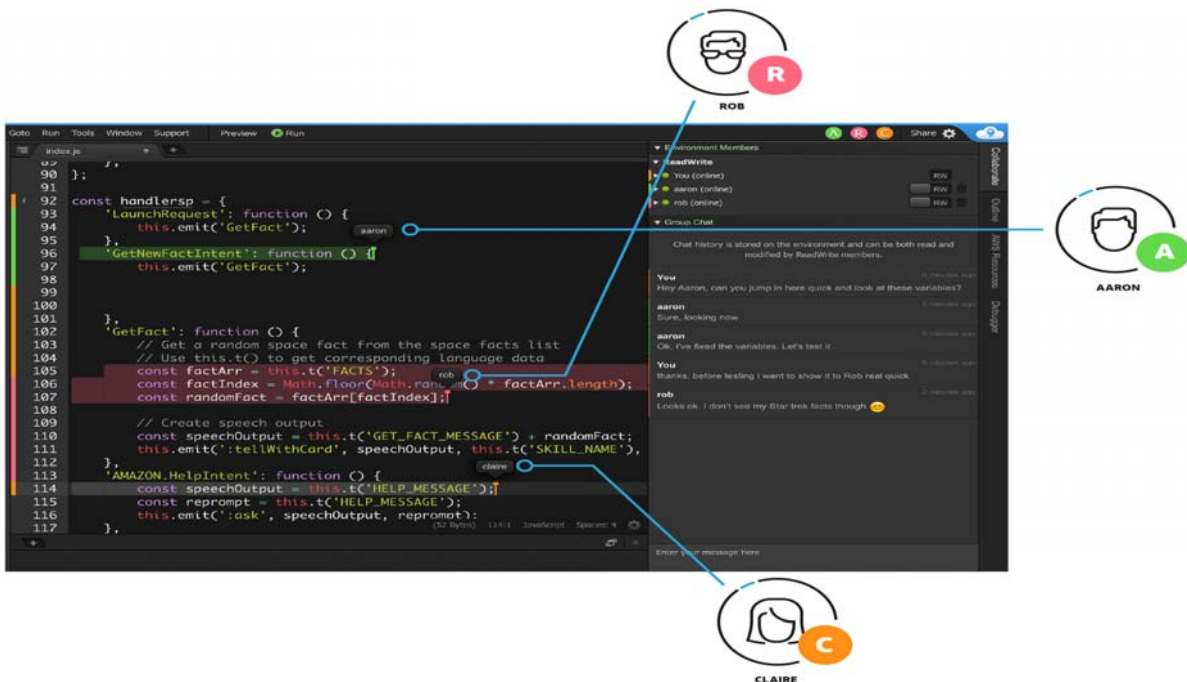 R
ROB
Goto Run Tools Window Support Preview Run
A R C Share 9
index.js
89 },
90 };
91
92 const handlersp = {
93 'LaunchRequest': function () {
94 this.emit('GetFact');
95 },
96 'GetNewFactIntent': function () {
97 this.emit('GetFact');
98
99
100
101 },
102 'GetFact': function () {
103 // Get a random space fact from the space facts list
104 // Use this.t() to get corresponding language data
105 const factArr = this.t('FACTS');
106 const factIndex = Math.floor(Math.random() * factArr.length);
107 const randomFact = factArr[factIndex];
108
109 // Create speech output
110 const speechOutput = this.t('GET_FACT_MESSAGE') + randomFact;
111 this.emit(':tellWithCard', speechOutput, this.t('SKILL_NAME'),
112 },
113 'AMAZON.HelpIntent': function () {
114 const speechOutput = this.t('HELP_MESSAGE');
115 const reprompt = this.t('HELP_MESSAGE');
116 this.emit(':ask', speechOutput, reprompt);
117 },
aaron
rob
claire
(52 Bytes) 114:1 JavaScript Spaces: 4
Environment Members
ReadWrite
You (online) RW
aaron (online) RW
rob (online) RW
Group Chat
Chat history is stored on the environment and can be both read and
modified by ReadWrite members.
You
Hey Aaron, can you jump in here quick and look at these variables?
aaron
Sure, looking now
aaron
Ok, I've fixed the variables. Let's test it
You
thanks, before testing i want to show it to Rob real quick
rob 2 minutes ago
Looks ok. I don't see my Star trek facts though
Enter your message here
Collaborate
Outline
AWS Resources
Debugger
A
AARON
C
CLAIRE